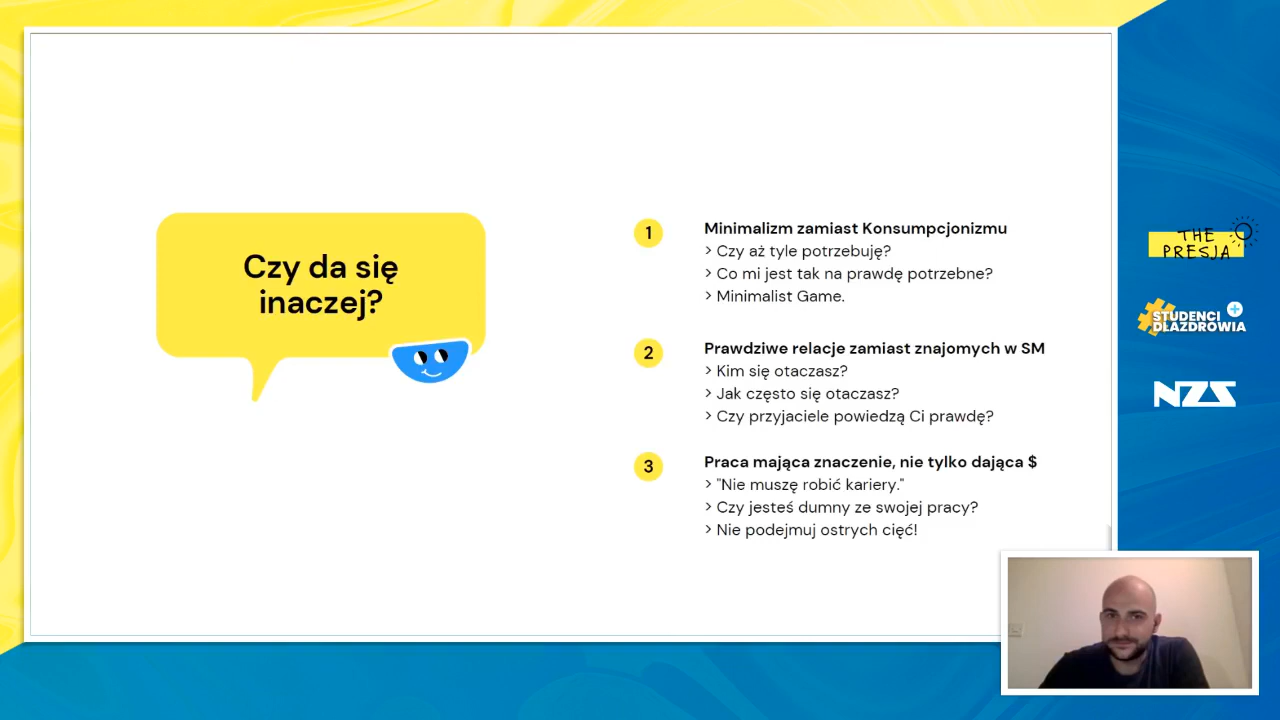 Czy da się
inaczej?
1
Minimalizm zamiast Konsumpcjonizmu
> Czy aż tyle potrzebuję?
> Co mi jest tak na prawdę potrzebne?
> Minimalist Game.
2
Prawdziwe relacje zamiast znajomych w SM
> Kim się otaczasz?
> Jak często się otaczasz?
> Czy przyjaciele powiedzą Ci prawdę?
3
Praca mająca znaczenie, nie tylko dająca $
> "Nie muszę robić kariery."
> Czy jesteś dumny ze swojej pracy?
> Nie podejmuj ostrych cięć!
THE
PRESJA
#STUDENCI
DLAZDROWIA
NZS